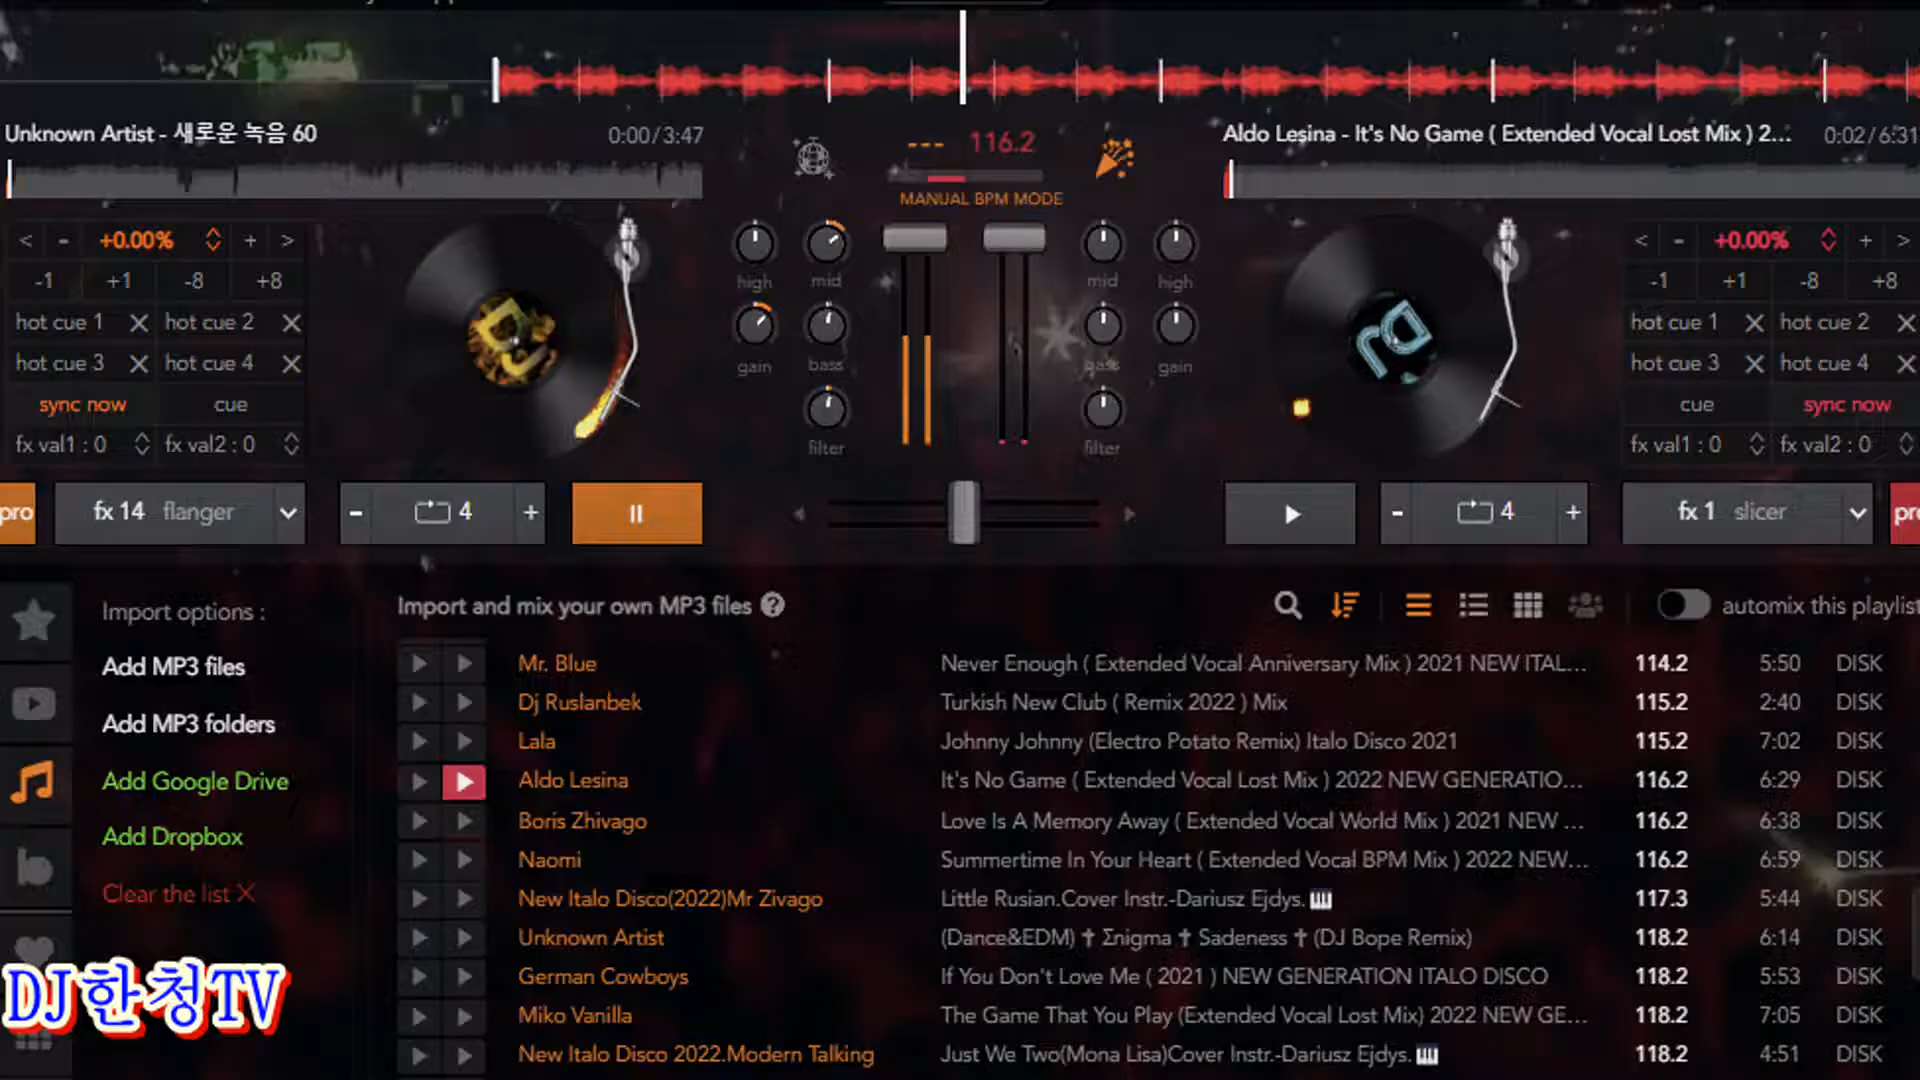 Unknown Artist - 새로운 녹음 60
0:00/3:47
--- 116.2
MANUAL BPM MODE
Aldo Lesina - It's No Game ( Extended Vocal Lost Mix ) 2...
0:02/6:31
< - +0.00% + >
-1 +1 -8 +8
hot cue 1 X hot cue 2 X
hot cue 3 X hot cue 4 X
sync now cue
fx val1 : 0 fx val2 : 0
high mid
gain bass
filter
mid high
bass gain
filter
< - +0.00% + >
-1 +1 -8 +8
hot cue 1 X hot cue 2 X
hot cue 3 X hot cue 4 X
cue sync now
fx val1 : 0 fx val2 : 0
pro fx 14 flanger - 4 +
- 4 + fx 1 slicer
Import options :
Add MP3 files
Add MP3 folders
Add Google Drive
Add Dropbox
Clear the list X
DJ한청TV
Import and mix your own MP3 files ?
automix this playlist
Mr. Blue Never Enough ( Extended Vocal Anniversary Mix ) 2021 NEW ITAL... 114.2 5:50 DISK
Dj Ruslanbek Turkish New Club ( Remix 2022 ) Mix 115.2 2:40 DISK
Lala Johnny Johnny (Electro Potato Remix) Italo Disco 2021 115.2 7:02 DISK
Aldo Lesina It's No Game ( Extended Vocal Lost Mix ) 2022 NEW GENERATIO... 116.2 6:29 DISK
Boris Zhivago Love Is A Memory Away ( Extended Vocal World Mix ) 2021 NEW ... 116.2 6:38 DISK
Naomi Summertime In Your Heart ( Extended Vocal BPM Mix ) 2022 NEW... 116.2 6:59 DISK
New Italo Disco(2022)Mr Zivago Little Rusian.Cover Instr.-Dariusz Ejdys.🎹 117.3 5:44 DISK
Unknown Artist (Dance&EDM) ✝ Σnigma ✝ Sadeness ✝ (DJ Bope Remix) 118.2 6:14 DISK
German Cowboys If You Don't Love Me ( 2021 ) NEW GENERATION ITALO DISCO 118.2 5:53 DISK
Miko Vanilla The Game That You Play (Extended Vocal Lost Mix) 2022 NEW GE... 118.2 7:05 DISK
New Italo Disco 2022.Modern Talking Just We Two(Mona Lisa)Cover Instr.-Dariusz Ejdys.🎹 118.2 4:51 DISK